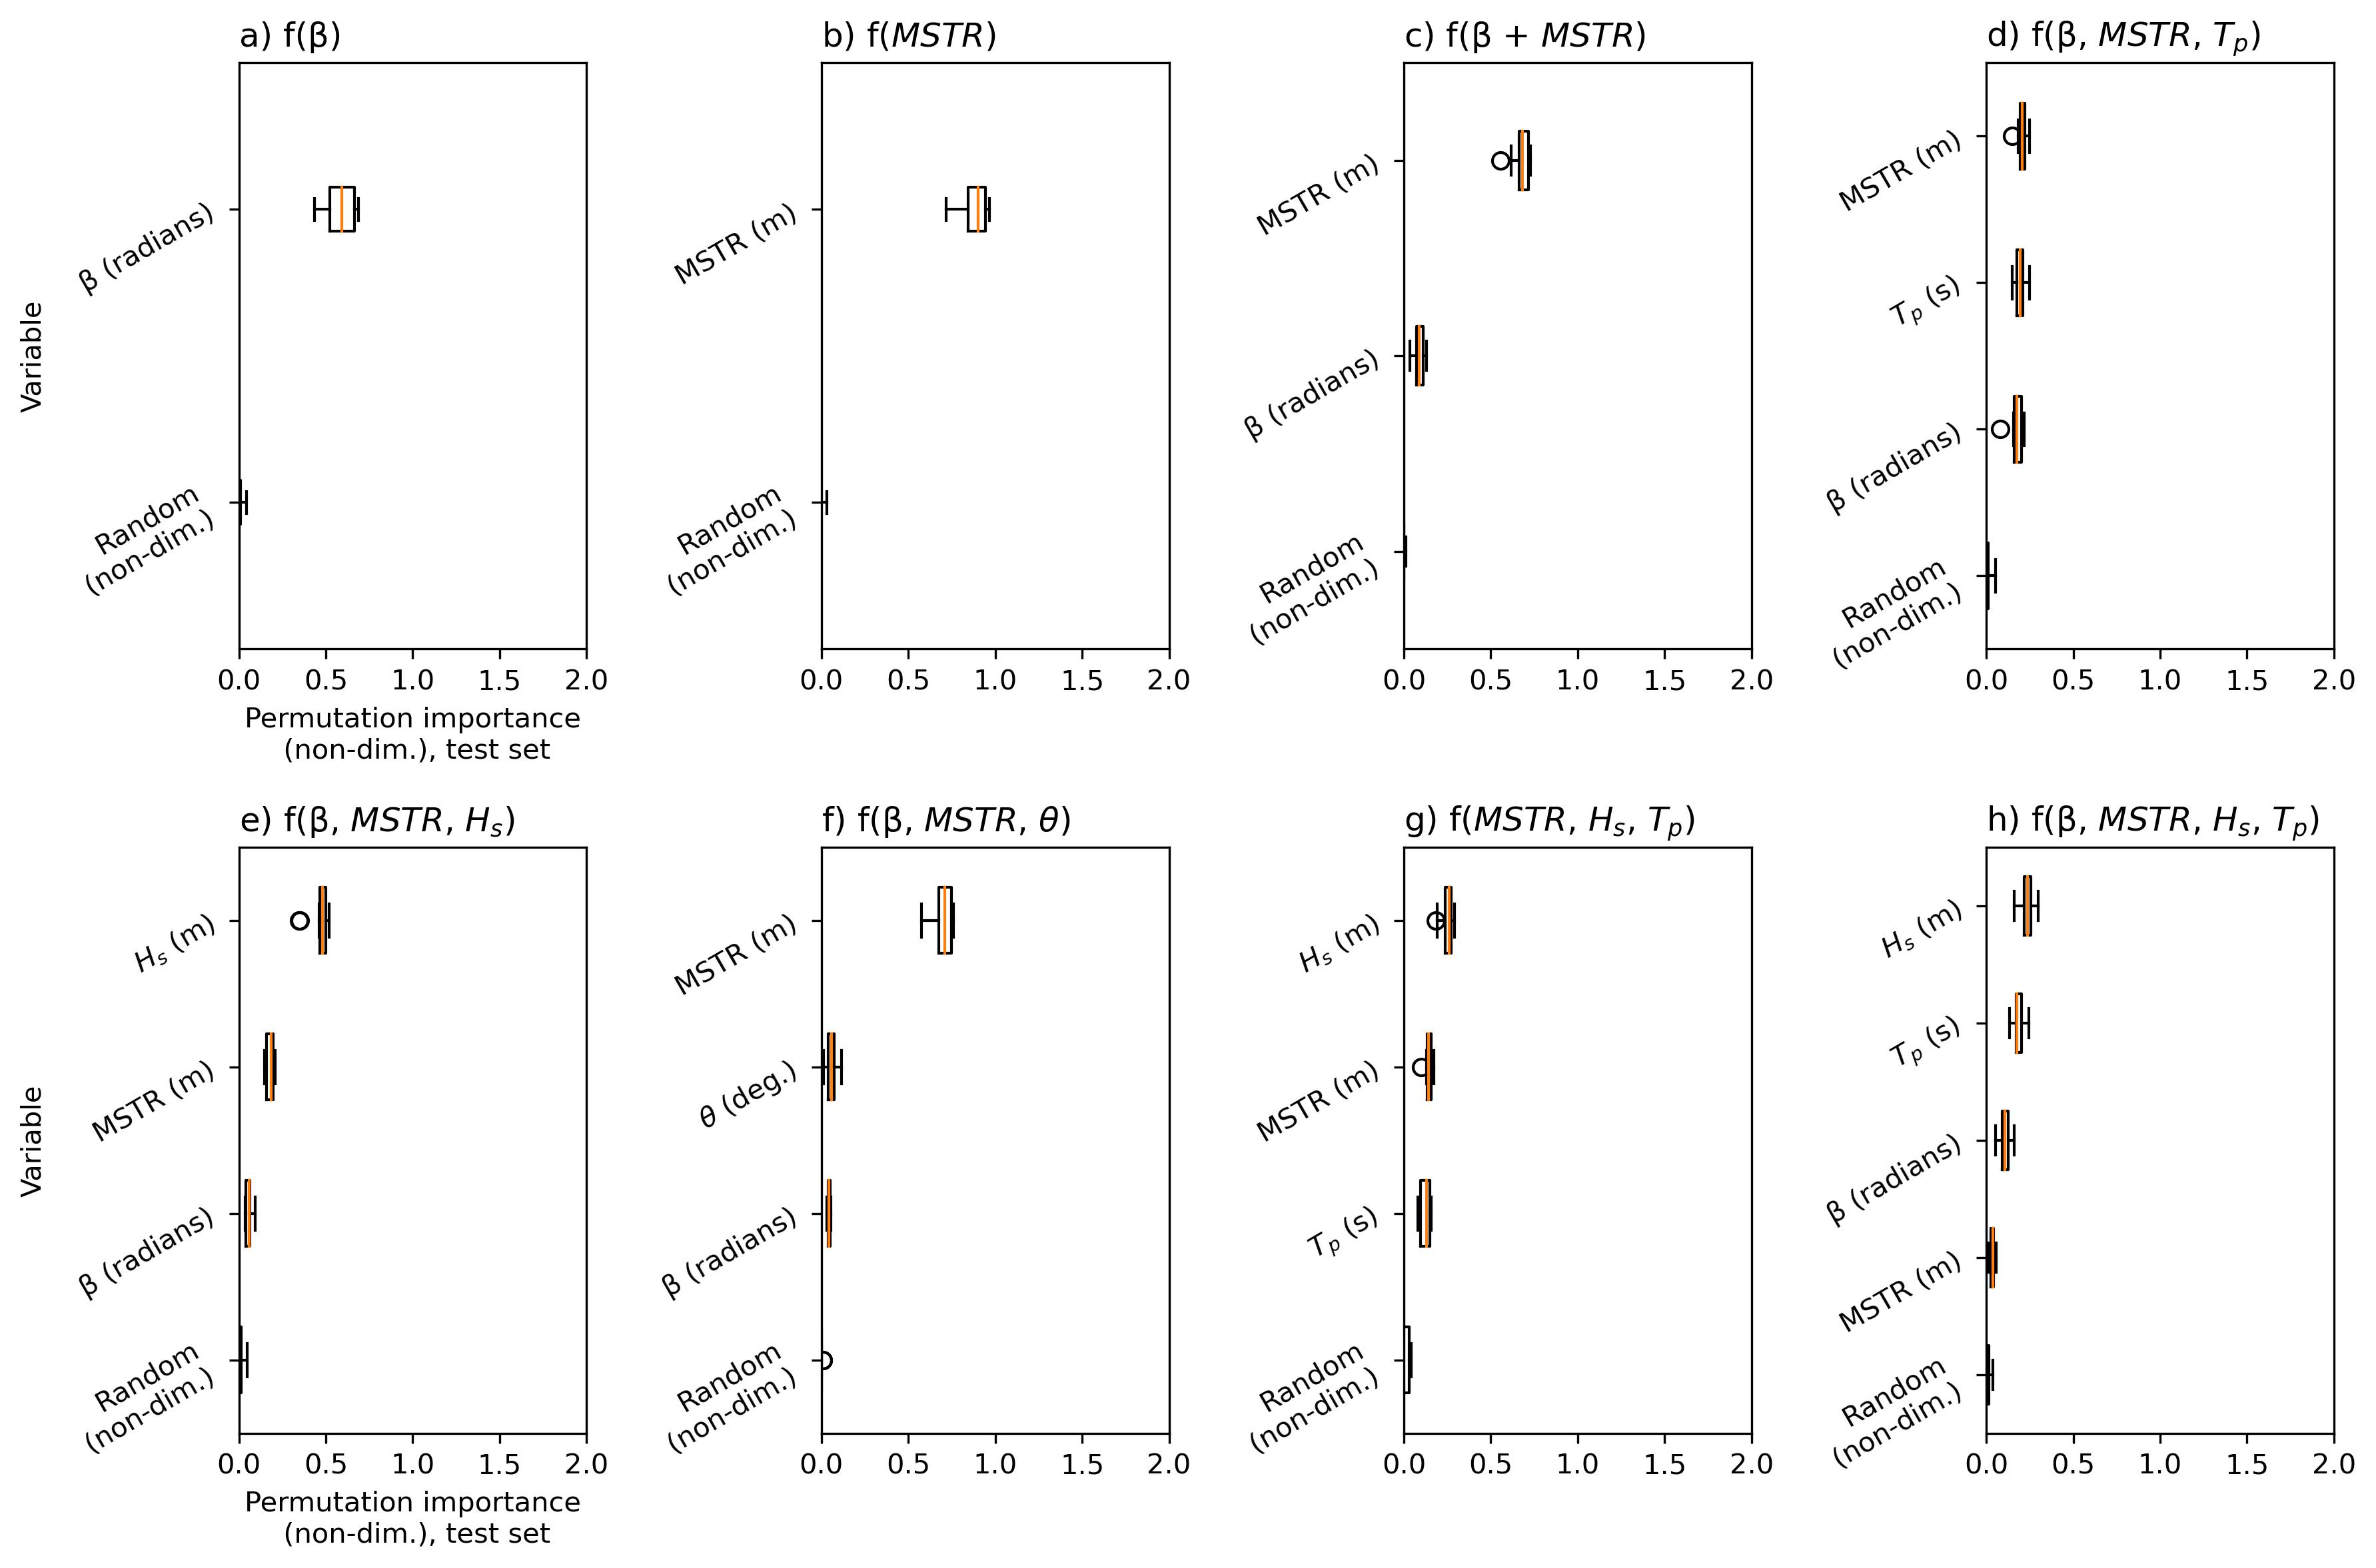 a) f(β)
Variable
β (radians)
Random
(non-dim.)
0.0 0.5 1.0 1.5 2.0
Permutation importance
(non-dim.), test set
b) f(MSTR)
MSTR (m)
Random
(non-dim.)
0.0 0.5 1.0 1.5 2.0
c) f(β + MSTR)
MSTR (m)
β (radians)
Random
(non-dim.)
0.0 0.5 1.0 1.5 2.0
d) f(β, MSTR, Tp)
MSTR (m)
Tp (s)
β (radians)
Random
(non-dim.)
0.0 0.5 1.0 1.5 2.0
e) f(β, MSTR, Hs)
Variable
Hs (m)
MSTR (m)
β (radians)
Random
(non-dim.)
0.0 0.5 1.0 1.5 2.0
Permutation importance
(non-dim.), test set
f) f(β, MSTR, θ)
MSTR (m)
θ (deg.)
β (radians)
Random
(non-dim.)
0.0 0.5 1.0 1.5 2.0
g) f(MSTR, Hs, Tp)
Hs (m)
MSTR (m)
Tp (s)
Random
(non-dim.)
0.0 0.5 1.0 1.5 2.0
h) f(β, MSTR, Hs, Tp)
Hs (m)
Tp (s)
β (radians)
MSTR (m)
Random
(non-dim.)
0.0 0.5 1.0 1.5 2.0